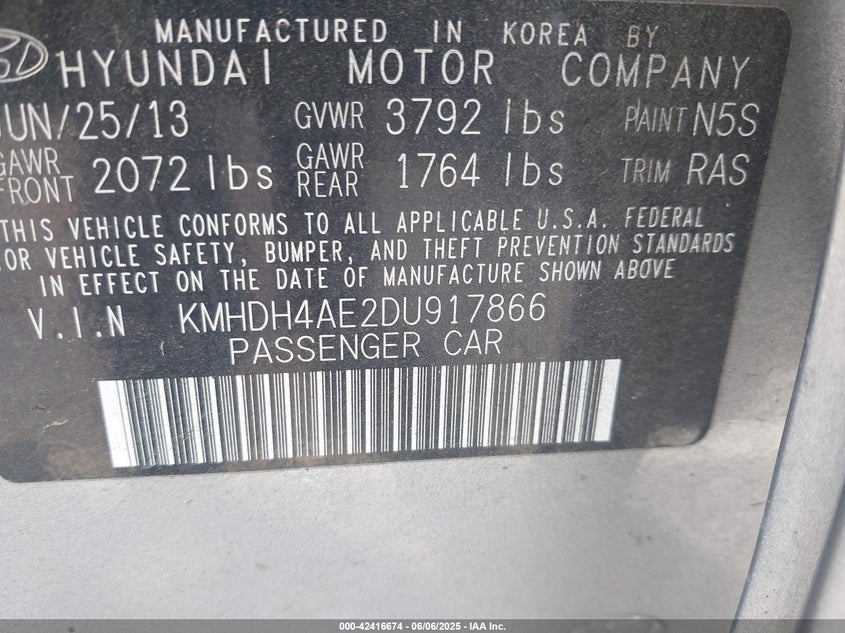 MANUFACTURED IN KOREA BY
HYUNDAI MOTOR COMPANY
JUN/25/13 GVWR 3792 lbs PAINT N5S
GAWR FRONT 2072 lbs GAWR REAR 1764 lbs TRIM RAS
THIS VEHICLE CONFORMS TO ALL APPLICABLE U.S.A. FEDERAL
OR VEHICLE SAFETY, BUMPER, AND THEFT PREVENTION STANDARDS
IN EFFECT ON THE DATE OF MANUFACTURE SHOWN ABOVE
V.I.N KMHDH4AE2DU917866
PASSENGER CAR
000-42416674 - 06/06/2025 - IAA Inc.